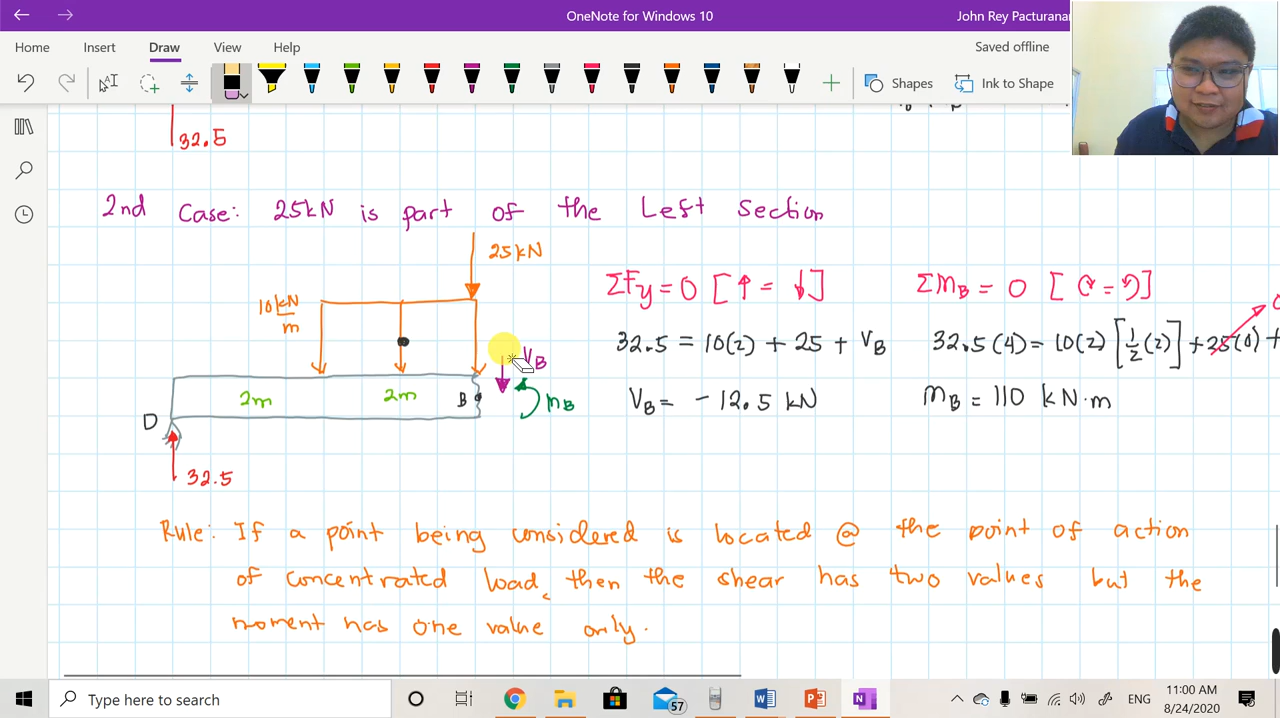 OneNote for Windows 10
John Rey Pacturanan
Home Insert Draw View Help
Saved offline
Shapes
Ink to Shape
32.5
2nd Case: 25kN is part of the Left Section
25kN
10 kN
m
ΣFy = 0 [ ↑ = ↓ ]
ΣMB = 0 [ ↻ = ↺ ]
32.5 = 10(2) + 25 + VB
32.5(4) = 10(2) [ 1/2 (2) ] + 25(0) +
0
VB
2m
2m
B
MB
VB = - 12.5 kN
MB = 110 kN·m
D
32.5
Rule: If a point being considered is located @ the point of action
of concentrated load, then the shear has two values but the
moment has one value only.
Type here to search
57
ENG
11:00 AM
8/24/2020